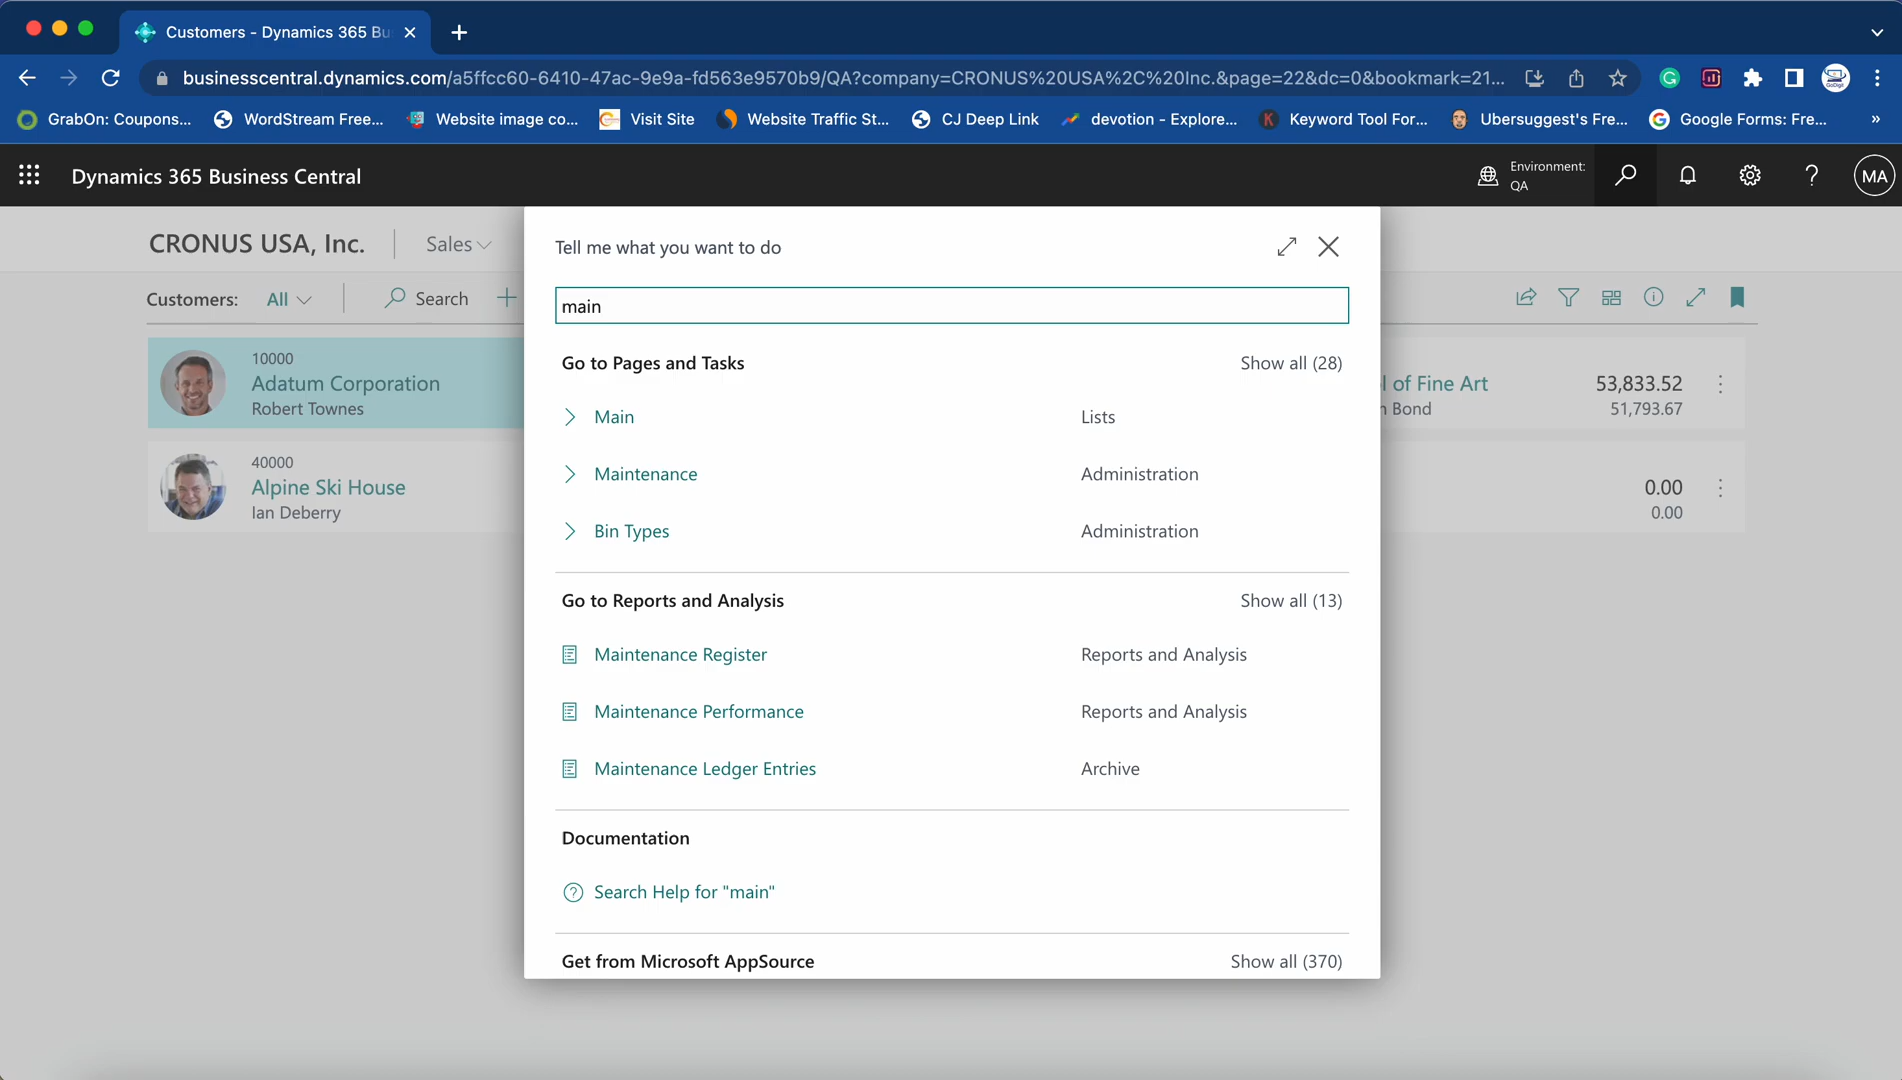 Customers - Dynamics 365 Bu
businesscentral.dynamics.com/a5ffcc60-6410-47ac-9e9a-fd563e9570b9/QA?company=CRONUS%20USA%2C%20Inc.&page=22&dc=0&bookmark=21...
GrabOn: Coupons...
WordStream Free...
Website image co...
Visit Site
Website Traffic St...
CJ Deep Link
devotion - Explore...
Keyword Tool For...
Ubersuggest's Fre...
Google Forms: Fre...
»
Dynamics 365 Business Central
Environment:
QA
MA
CRONUS USA, Inc.
Sales
Customers:
All
Search
10000
Adatum Corporation
Robert Townes
40000
Alpine Ski House
Ian Deberry
Tell me what you want to do
main
Go to Pages and Tasks
Show all (28)
Main
Lists
Maintenance
Administration
Bin Types
Administration
Go to Reports and Analysis
Show all (13)
Maintenance Register
Reports and Analysis
Maintenance Performance
Reports and Analysis
Maintenance Ledger Entries
Archive
Documentation
Search Help for "main"
Get from Microsoft AppSource
Show all (370)
l of Fine Art
53,833.52
Bond
51,793.67
0.00
0.00